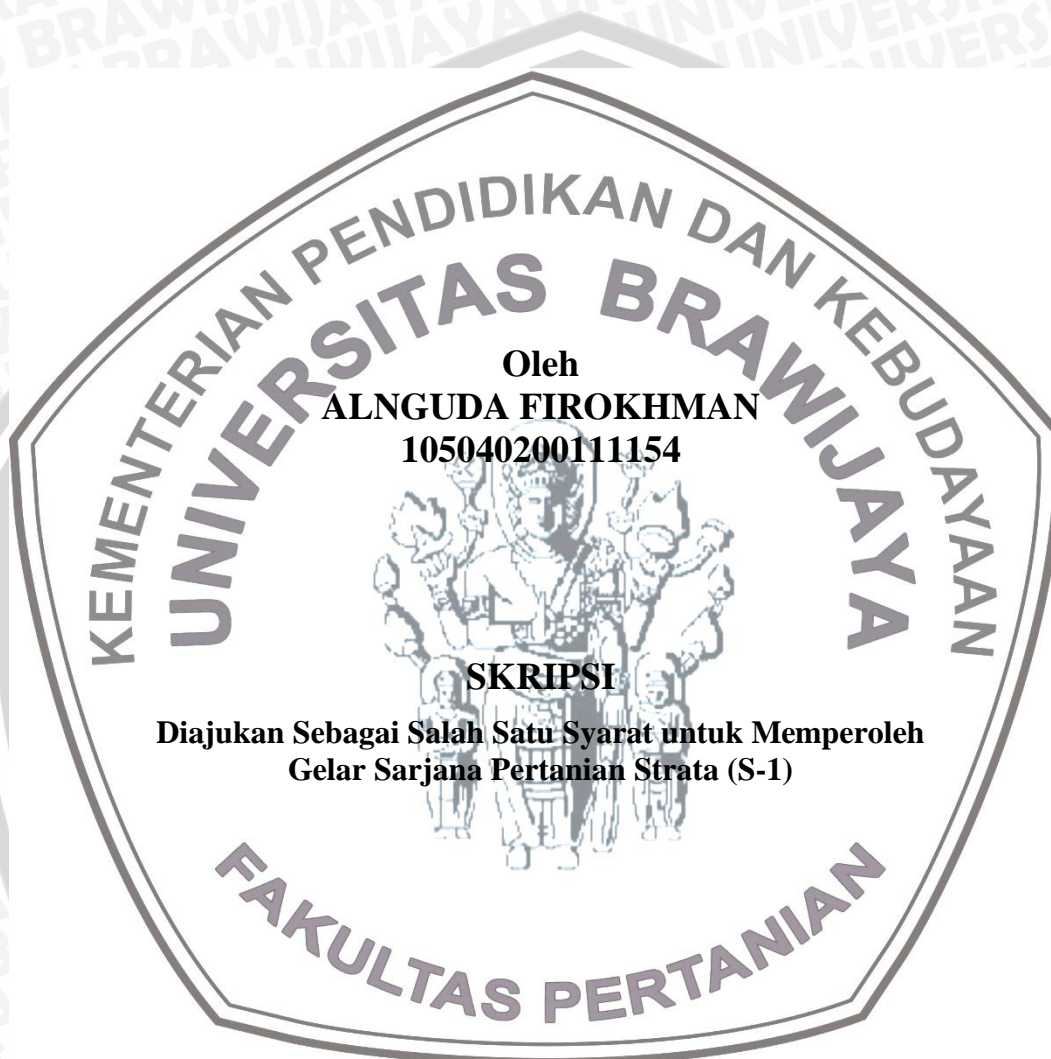 KEMENTERIAN PENDIDIKAN DAN KEBUDAYAAN
UNIVERSITAS BRAWIJAYA
Oleh
ALNGUDA FIROKHMAN
105040200111154
SKRIPSI
Diajukan Sebagai Salah Satu Syarat untuk Memperoleh
Gelar Sarjana Pertanian Strata (S-1)
FAKULTAS PERTANIAN